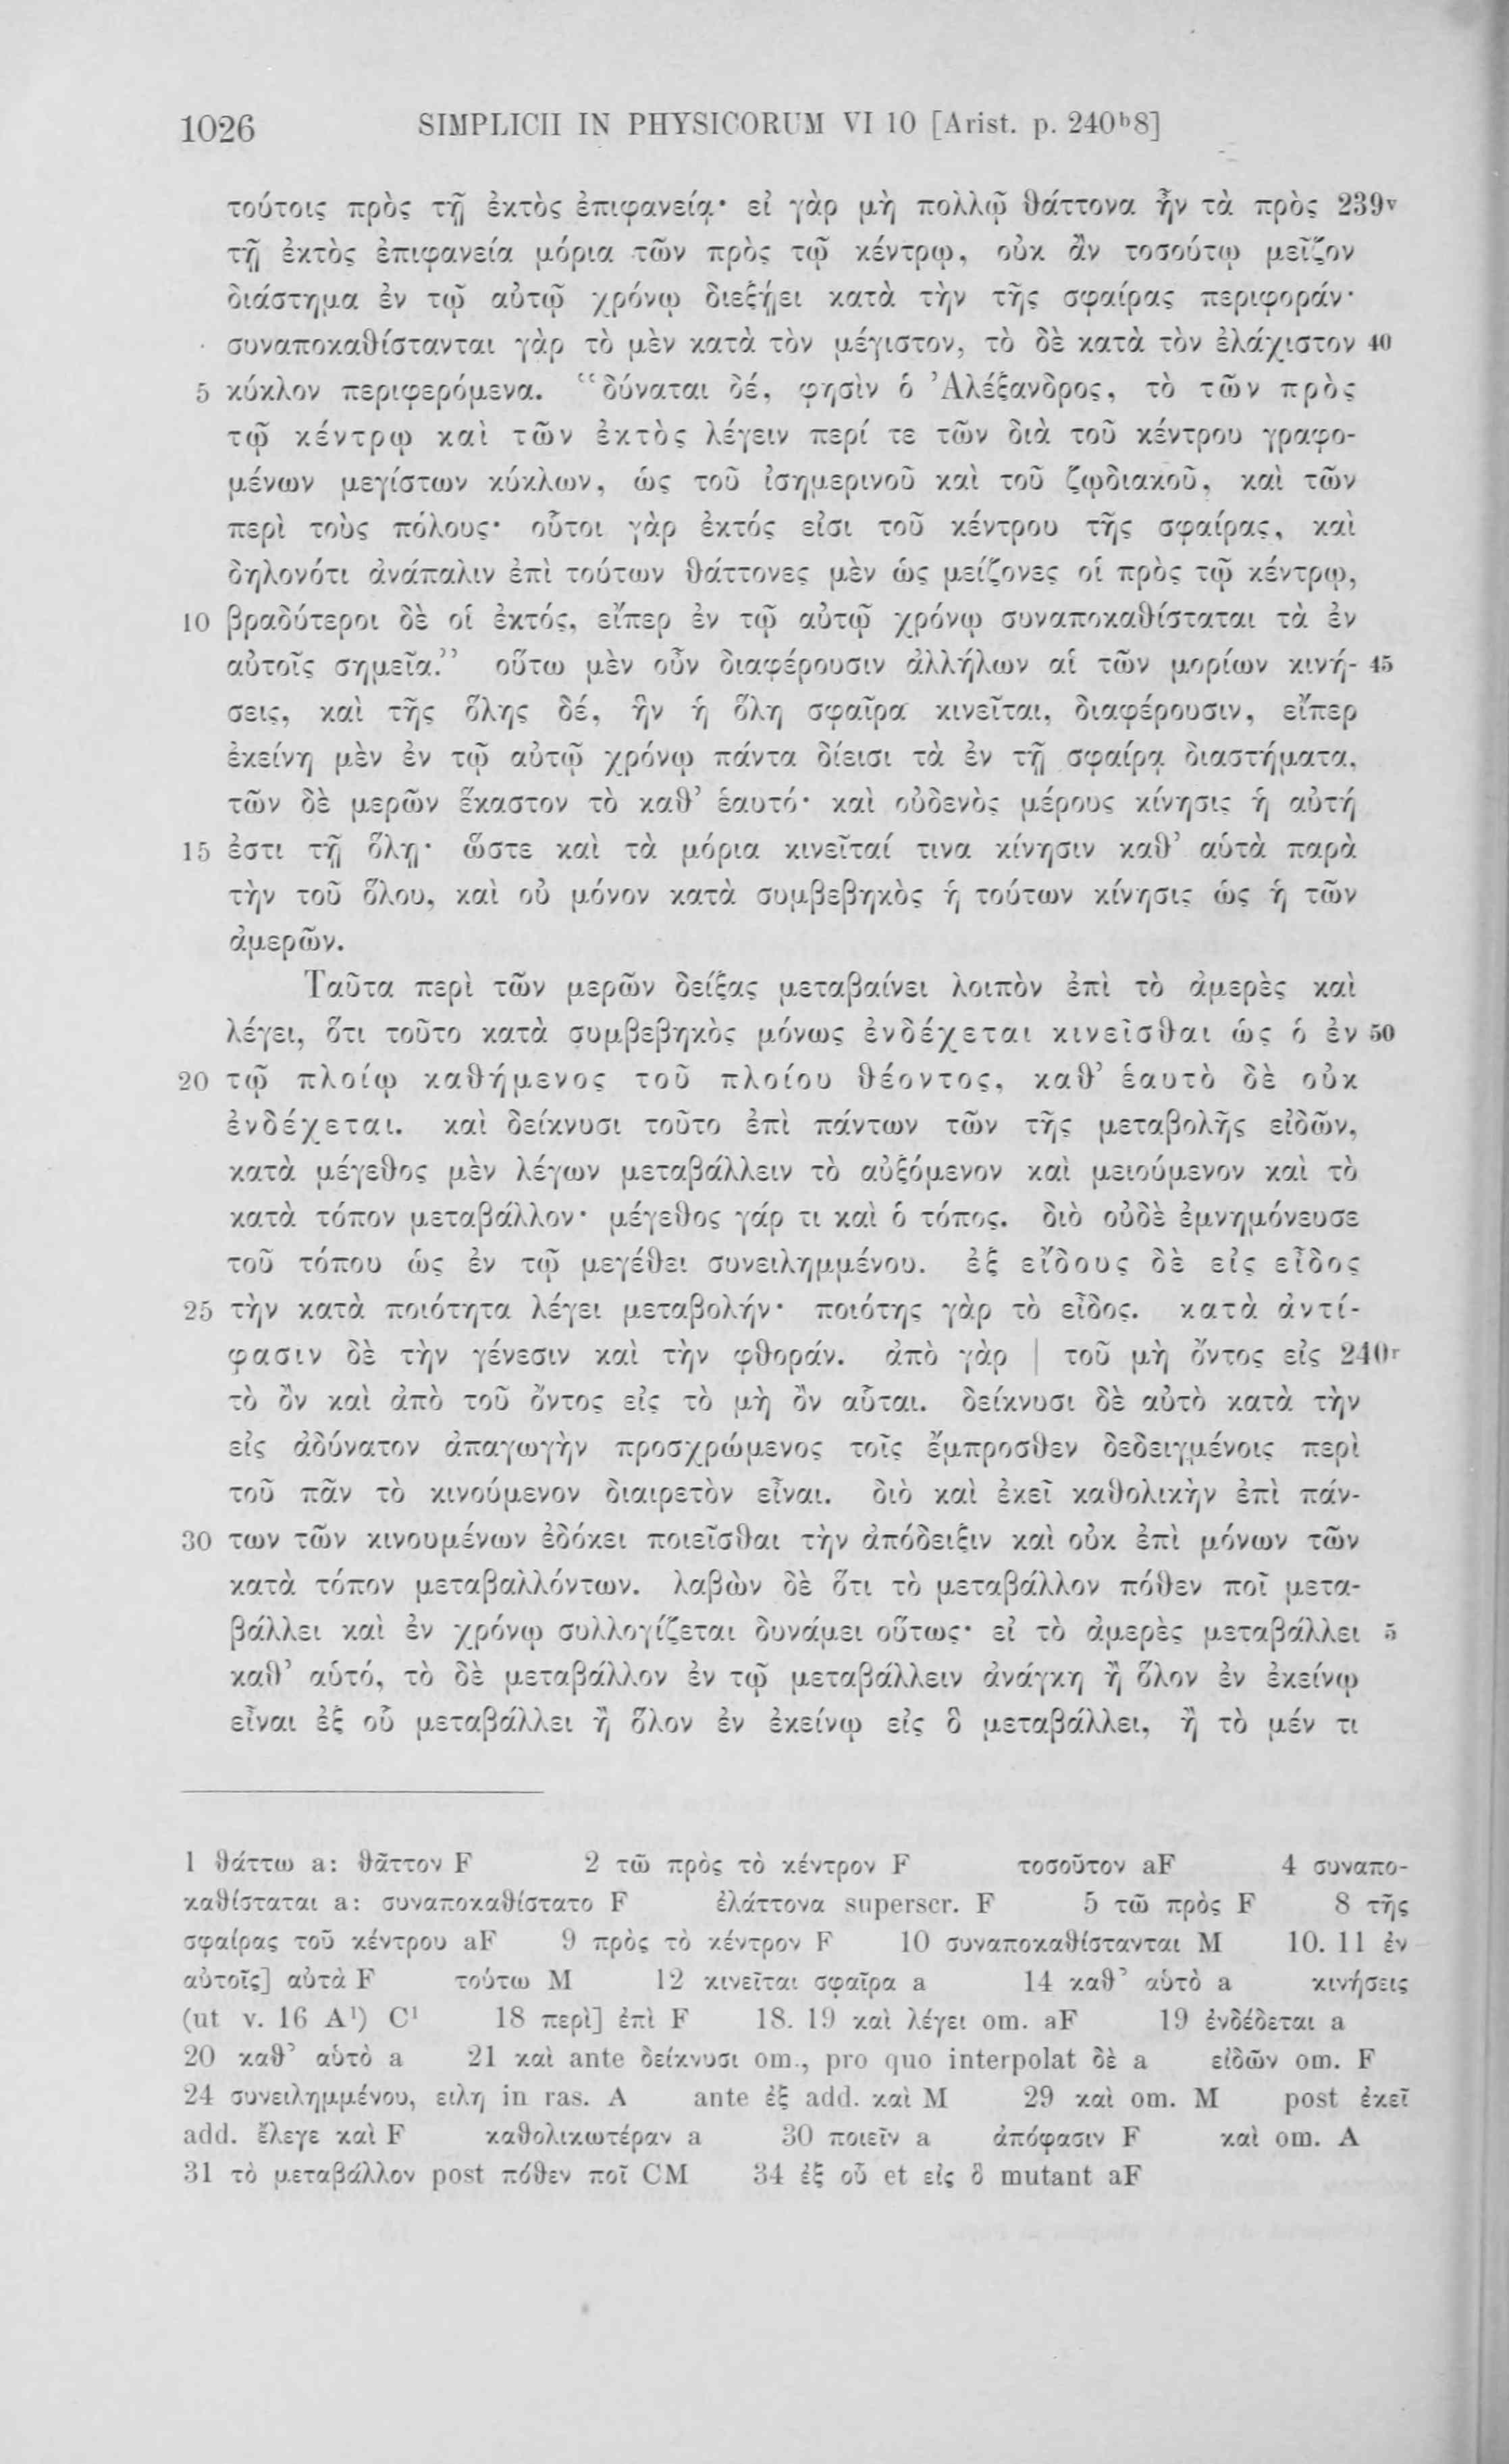 1026 SIMPLICII IN PHYSICORUM VI 10 [Arist. p. 240ᵇ8]
τούτοις πρὸς τῇ ἐκτὸς ἐπιφανείᾳ· εἰ γὰρ μὴ πολλῷ θάττονα ἦν τὰ πρὸς 239ᵛ
τῇ ἐκτὸς ἐπιφανείᾳ μόρια τῶν πρὸς τῷ κέντρῳ, οὐκ ἂν τοσούτῳ μεῖζον
διάστημα ἐν τῷ αὐτῷ χρόνῳ διεξῄει κατὰ τὴν τῆς σφαίρας περιφοράν·
συναποκαθίστανται γὰρ τὸ μὲν κατὰ τὸν μέγιστον, τὸ δὲ κατὰ τὸν ἐλάχιστον 40
5 κύκλον περιφερόμενα. “δύναται δέ, φησὶν ὁ Ἀλέξανδρος, τὸ τῶν πρὸς
τῷ κέντρῳ καὶ τῶν ἐκτὸς λέγειν περί τε τῶν διὰ τοῦ κέντρου γραφο-
μένων μεγίστων κύκλων, ὡς τοῦ ἰσημερινοῦ καὶ τοῦ ζῳδιακοῦ, καὶ τῶν
περὶ τοὺς πόλους· οὗτοι γὰρ ἐκτός εἰσι τοῦ κέντρου τῆς σφαίρας, καὶ
δηλονότι ἀνάπαλιν ἐπὶ τούτων θάττονες μὲν ὡς μείζονες οἱ πρὸς τῷ κέντρῳ,
10 βραδύτεροι δὲ οἱ ἐκτός, εἴπερ ἐν τῷ αὐτῷ χρόνῳ συναποκαθίσταται τὰ ἐν
αὐτοῖς σημεῖα.” οὕτω μὲν οὖν διαφέρουσιν ἀλλήλων αἱ τῶν μορίων κινή- 45
σεις, καὶ τῆς ὅλης δέ, ἣν ἡ ὅλη σφαῖρα κινεῖται, διαφέρουσιν, εἴπερ
ἐκείνη μὲν ἐν τῷ αὐτῷ χρόνῳ πάντα δίεισι τὰ ἐν τῇ σφαίρᾳ διαστήματα,
τῶν δὲ μερῶν ἕκαστον τὸ καθ’ ἑαυτό· καὶ οὐδενὸς μέρους κίνησις ἡ αὐτή
15 ἐστι τῇ ὅλῃ· ὥστε καὶ τὰ μόρια κινεῖταί τινα κίνησιν καθ’ αὑτὰ παρὰ
τὴν τοῦ ὅλου, καὶ οὐ μόνον κατὰ συμβεβηκὸς ἡ τούτων κίνησις ὡς ἡ τῶν
ἀμερῶν.
Ταῦτα περὶ τῶν μερῶν δείξας μεταβαίνει λοιπὸν ἐπὶ τὸ ἀμερὲς καὶ
λέγει, ὅτι τοῦτο κατὰ συμβεβηκὸς μόνως ἐνδέχεται κινεῖσθαι ὡς ὁ ἐν 50
20 τῷ πλοίῳ καθήμενος τοῦ πλοίου θέοντος, καθ’ ἑαυτὸ δὲ οὐκ
ἐνδέχεται. καὶ δείκνυσι τοῦτο ἐπὶ πάντων τῶν τῆς μεταβολῆς εἰδῶν,
κατὰ μέγεθος μὲν λέγων μεταβάλλειν τὸ αὐξόμενον καὶ μειούμενον καὶ τὸ
κατὰ τόπον μεταβάλλον· μέγεθος γάρ τι καὶ ὁ τόπος. διὸ οὐδὲ ἐμνημόνευσε
τοῦ τόπου ὡς ἐν τῷ μεγέθει συνειλημμένου. ἐξ εἴδους δὲ εἰς εἶδος
25 τὴν κατὰ ποιότητα λέγει μεταβολήν· ποιότης γὰρ τὸ εἶδος. κατὰ ἀντί-
φασιν δὲ τὴν γένεσιν καὶ τὴν φθοράν. ἀπὸ γὰρ | τοῦ μὴ ὄντος εἰς 240ʳ
τὸ ὂν καὶ ἀπὸ τοῦ ὄντος εἰς τὸ μὴ ὂν αὗται. δείκνυσι δὲ αὐτὸ κατὰ τὴν
εἰς ἀδύνατον ἀπαγωγὴν προσχρώμενος τοῖς ἔμπροσθεν δεδειγμένοις περὶ
τοῦ πᾶν τὸ κινούμενον διαιρετὸν εἶναι. διὸ καὶ ἐκεῖ καθολικὴν ἐπὶ πάν-
30 των τῶν κινουμένων ἐδόκει ποιεῖσθαι τὴν ἀπόδειξιν καὶ οὐκ ἐπὶ μόνων τῶν
κατὰ τόπον μεταβαλλόντων. λαβὼν δὲ ὅτι τὸ μεταβάλλον πόθεν ποῖ μετα-
βάλλει καὶ ἐν χρόνῳ συλλογίζεται δυνάμει οὕτως· εἰ τὸ ἀμερὲς μεταβάλλει 5
καθ’ αὑτό, τὸ δὲ μεταβάλλον ἐν τῷ μεταβάλλειν ἀνάγκη ἢ ὅλον ἐν ἐκείνῳ
εἶναι ἐξ οὗ μεταβάλλει ἢ ὅλον ἐν ἐκείνῳ εἰς ὃ μεταβάλλει, ἢ τὸ μέν τι
1 θάττω a: θᾶττον F 2 τῶ πρὸς τὸ κέντρον F τοσοῦτον aF 4 συναπο-
καθίσταται a: συναποκαθίστατο F ἐλάττονα superscr. F 5 τῶ πρὸς F 8 τῆς
σφαίρας τοῦ κέντρου aF 9 πρὸς τὸ κέντρον F 10 συναποκαθίστανται M 10. 11 ἐν
αὐτοῖς] αὐτὰ F τούτω M 12 κινεῖται σφαῖρα a 14 καθ’ αὑτὸ a κινήσεις
(ut v. 16 A¹) C¹ 18 περὶ] ἐπὶ F 18. 19 καὶ λέγει om. aF 19 ἐνδέδεται a
20 καθ’ αὑτὸ a 21 καὶ ante δείκνυσι om., pro quo interpolat δὲ a εἰδῶν om. F
24 συνειλημμένου, ειλη in ras. A ante ἐξ add. καὶ M 29 καὶ om. M post ἐκεῖ
add. ἔλεγε καὶ F καθολικωτέραν a 30 ποιεῖν a ἀπόφασιν F καὶ om. A
31 τὸ μεταβάλλον post πόθεν ποῖ CM 34 ἐξ οὗ et εἰς ὃ mutant aF